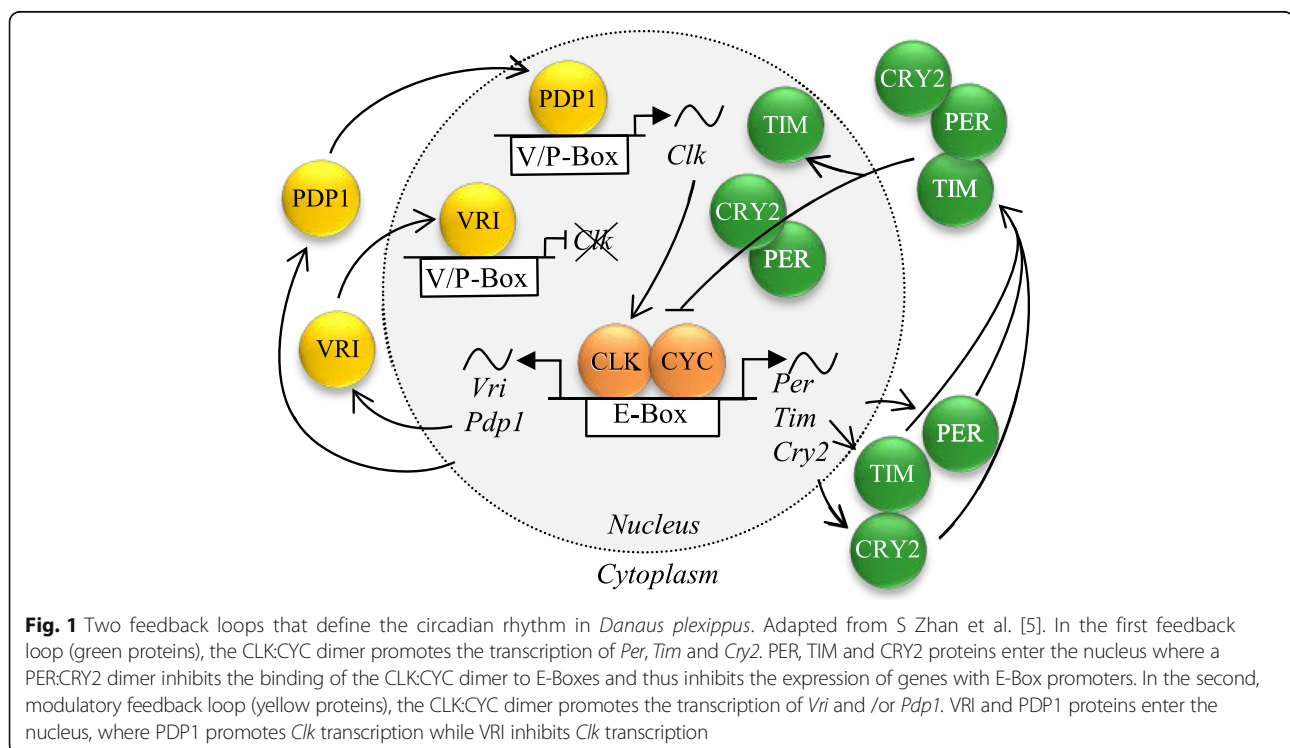 PDP1
V/P-Box
Clk
TIM
CRY2
PER
TIM
PDP1
VRI
V/P-Box
Clk
CRY2
PER
VRI
Vri
Pdp1
CLK
CYC
E-Box
Per
Tim
Cry2
PER
TIM
CRY2
Nucleus
Cytoplasm
Fig. 1 Two feedback loops that define the circadian rhythm in Danaus plexippus. Adapted from S Zhan et al. [5]. In the first feedback
loop (green proteins), the CLK:CYC dimer promotes the transcription of Per, Tim and Cry2. PER, TIM and CRY2 proteins enter the nucleus where a
PER:CRY2 dimer inhibits the binding of the CLK:CYC dimer to E-Boxes and thus inhibits the expression of genes with E-Box promoters. In the second,
modulatory feedback loop (yellow proteins), the CLK:CYC dimer promotes the transcription of Vri and /or Pdp1. VRI and PDP1 proteins enter the
nucleus, where PDP1 promotes Clk transcription while VRI inhibits Clk transcription